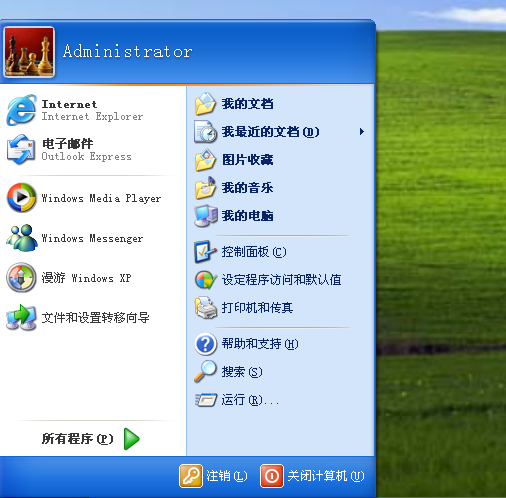 Administrator
Internet
Internet Explorer
电子邮件
Outlook Express
Windows Media Player
Windows Messenger
漫游 Windows XP
文件和设置转移向导
所有程序(P)
我的文档
我最近的文档(D)
图片收藏
我的音乐
我的电脑
控制面板(C)
设定程序访问和默认值
打印机和传真
帮助和支持(H)
搜索(S)
运行(R)...
注销(L)
关闭计算机(U)